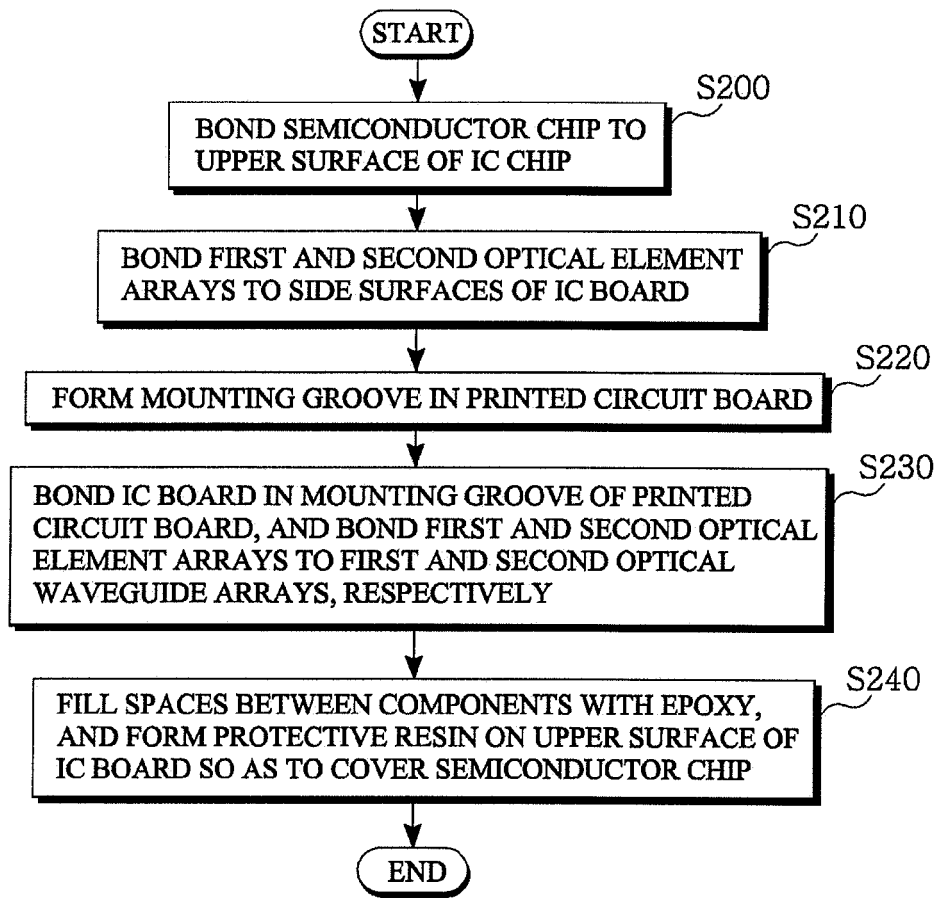 START
S200
BOND SEMICONDUCTOR CHIP TO
UPPER SURFACE OF IC CHIP
S210
BOND FIRST AND SECOND OPTICAL ELEMENT
ARRAYS TO SIDE SURFACES OF IC BOARD
S220
FORM MOUNTING GROOVE IN PRINTED CIRCUIT BOARD
S230
BOND IC BOARD IN MOUNTING GROOVE OF PRINTED
CIRCUIT BOARD, AND BOND FIRST AND SECOND OPTICAL
ELEMENT ARRAYS TO FIRST AND SECOND OPTICAL
WAVEGUIDE ARRAYS, RESPECTIVELY
S240
FILL SPACES BETWEEN COMPONENTS WITH EPOXY,
AND FORM PROTECTIVE RESIN ON UPPER SURFACE OF
IC BOARD SO AS TO COVER SEMICONDUCTOR CHIP
END